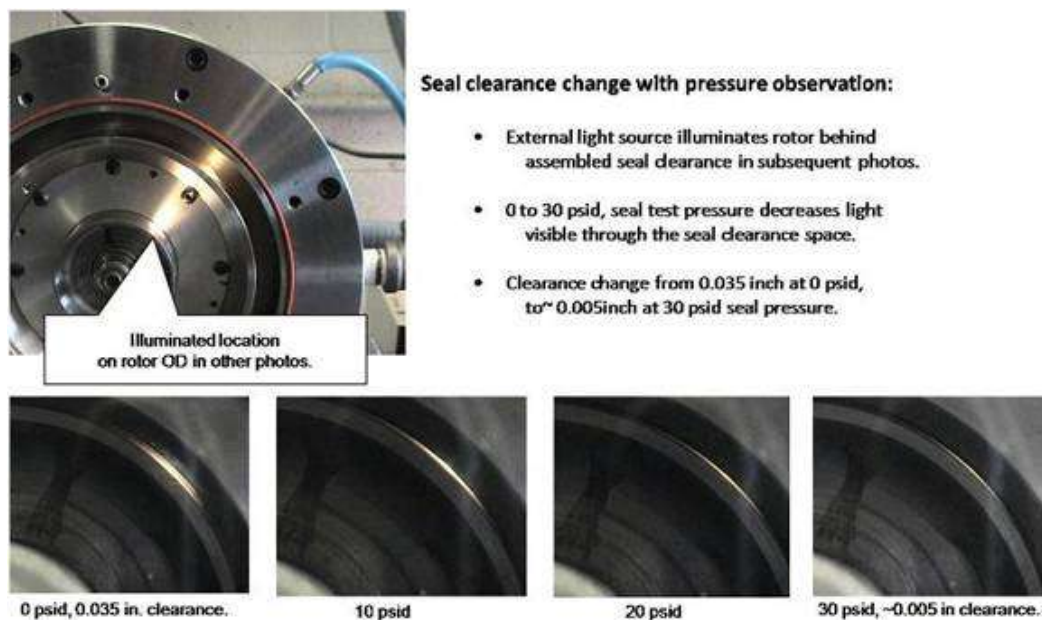 Seal clearance change with pressure observation:
• External light source illuminates rotor behind
assembled seal clearance in subsequent photos.
• 0 to 30 psid, seal test pressure decreases light
visible through the seal clearance space.
• Clearance change from 0.035 inch at 0 psid,
to~ 0.005inch at 30 psid seal pressure.
Illuminated location
on rotor OD in other photos.
0 psid, 0.035 in. clearance.
10 psid
20 psid
30 psid, ~0.005 in clearance.